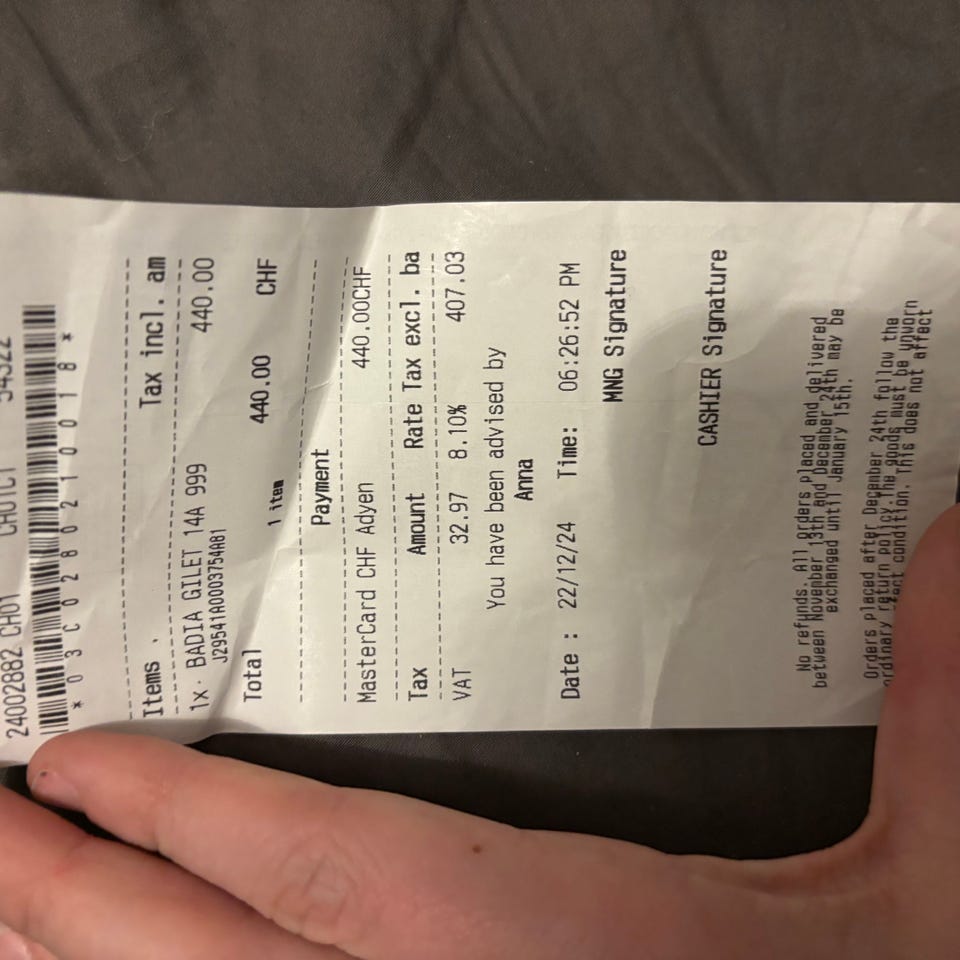 24002882 CH01 CH01C1 54322
* 0 3 C 0 2 8 8 0 2 1 0 0 0 1 8 *
Items Tax incl. am
1x BADIA GILET 14A 999 440.00
J29541A0003754A81
Total 440.00 CHF
1 item
Payment
MasterCard CHF Adyen 440.00CHF
Tax Amount Rate Tax excl. ba
VAT 32.97 8.10% 407.03
You have been advised by
Anna
Date : 22/12/24 Time: 06:26:52 PM
MNG Signature
CASHIER Signature
No refunds. All orders placed and delivered
between November 13th and December 24th may be
exchanged until January 15th.
Orders placed after December 24th follow the
ordinary return policy.The goods must be unworn
condition. This does not affect